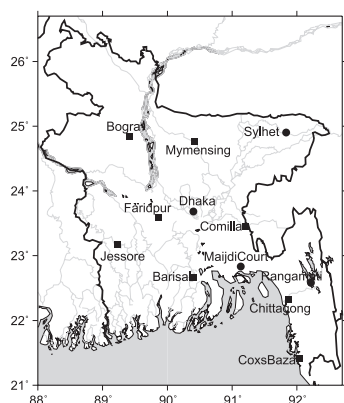 26˚
25˚
24˚
23˚
22˚
21˚
88˚ 89˚ 90˚ 91˚ 92˚
Bogra
Mymensing
Sylhet
Dhaka
Faridpur
Comilla
Jessore
MaijdiCourt
Barisal
Rangamati
Chittagong
CoxsBazar